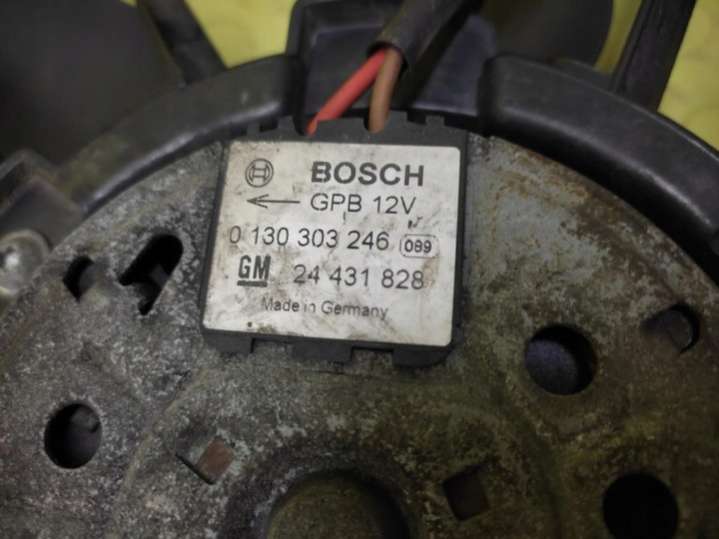 BOSCH
GPB 12V
0 130 303 246 089
GM 24 431 828
Made in Germany